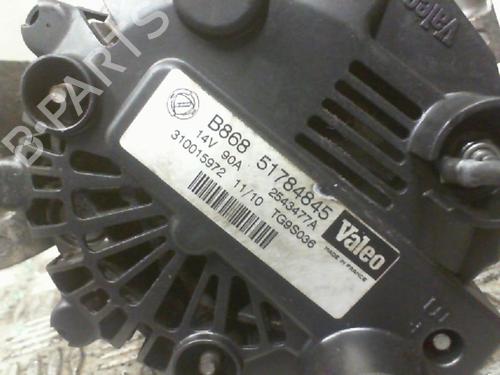 B-PARTS
Valeo
B868 51784845
14V 90A 2543477A
310015972 11/10 TG9S036
Valeo
MADE IN FRANCE